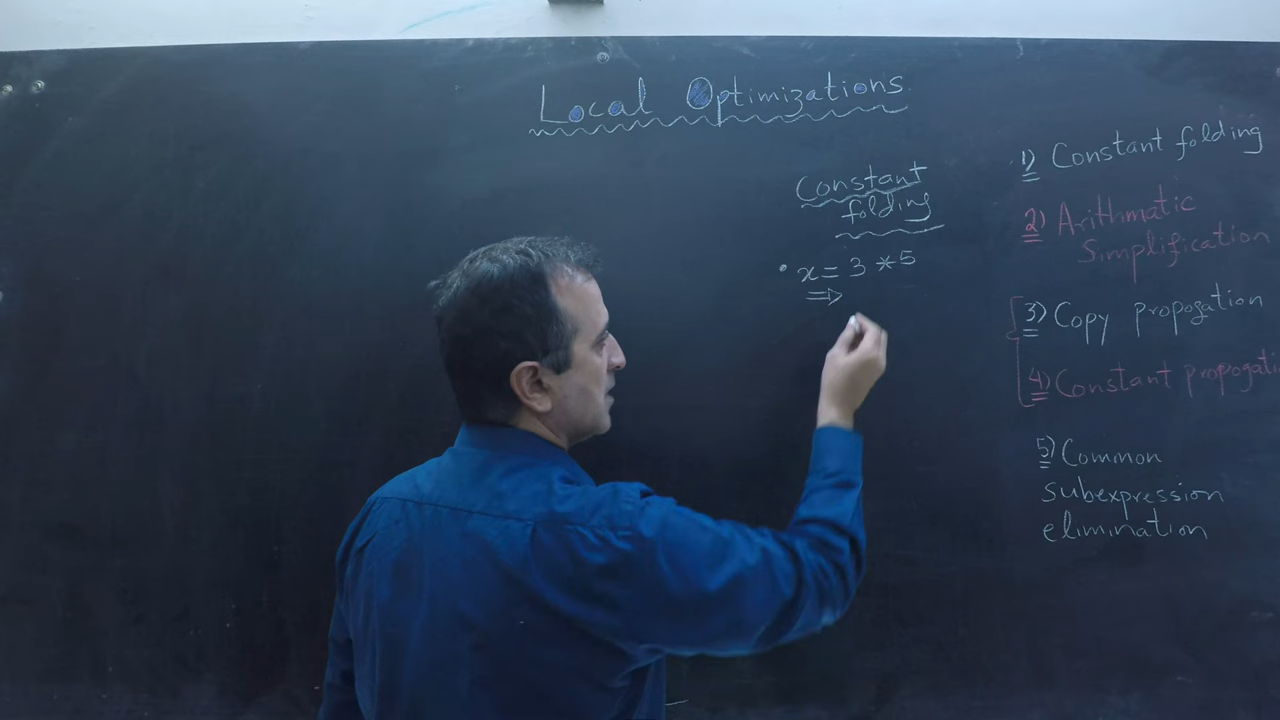 Local Optimizations.
Constant
folding
• x = 3 * 5
⇒
1) Constant folding
2) Arithmatic
Simplification
3) Copy propogation
4) Constant propogati
5) Common
subexpression
elimination